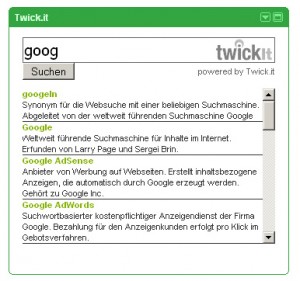 Twick.it
goog
twickit
Suchen
powered by Twick.it
googeln
Synonym für die Websuche mit einer beliebigen Suchmaschine.
Abgeleitet von der weltweit führenden Suchmaschine Google
Google
Weltweit führende Suchmaschine für Inhalte im Internet.
Erfunden von Larry Page und Sergei Brin.
Google AdSense
Anbieter von Werbung auf Webseiten. Erstellt inhaltsbezogene
Anzeigen, die automatisch durch Google erzeugt werden.
Gehört zu Google Inc.
Google AdWords
Suchwortbasierter kostenpflichtiger Anzeigendienst der Firma
Google. Bezahlung für den Anzeigenkunden erfolgt pro Klick im
Gebotsverfahren.